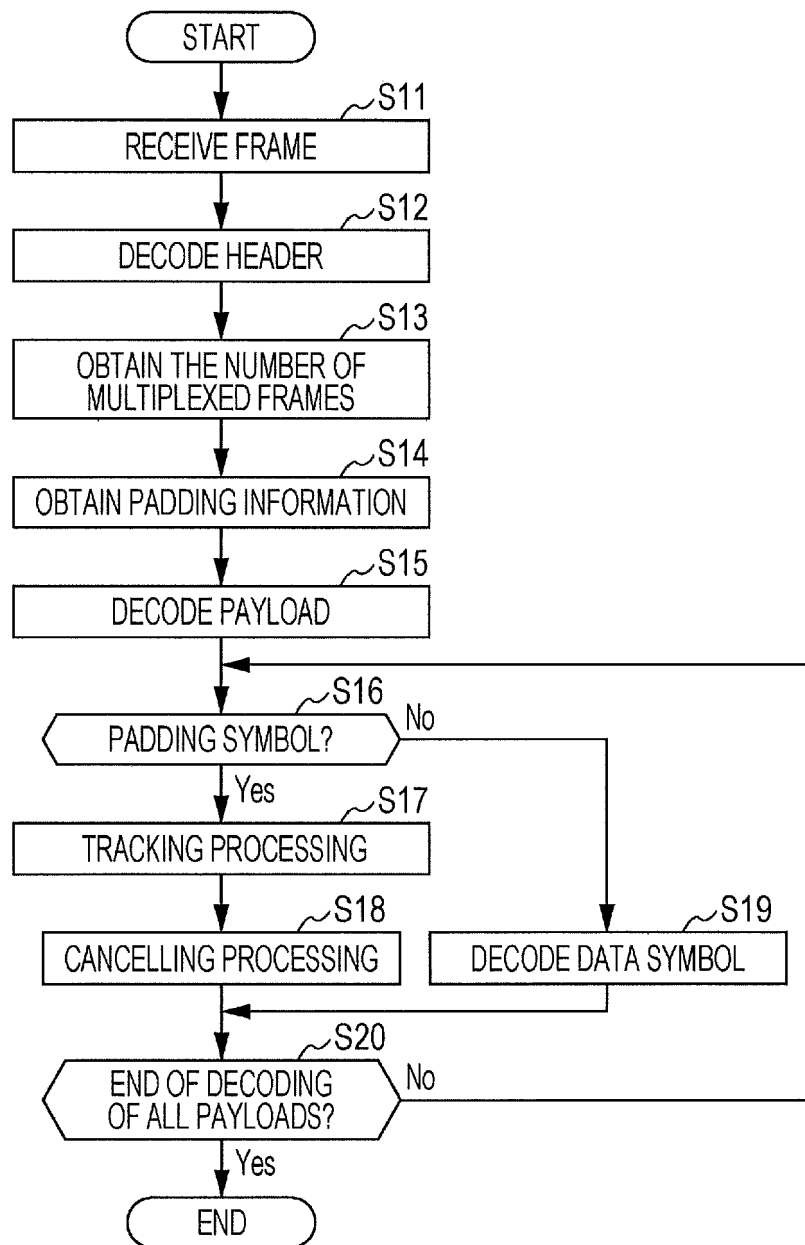 START
S11
RECEIVE FRAME
S12
DECODE HEADER
S13
OBTAIN THE NUMBER OF
MULTIPLEXED FRAMES
S14
OBTAIN PADDING INFORMATION
S15
DECODE PAYLOAD
S16
PADDING SYMBOL?
No
Yes
S17
TRACKING PROCESSING
S18
CANCELLING PROCESSING
S19
DECODE DATA SYMBOL
S20
END OF DECODING
OF ALL PAYLOADS?
No
Yes
END